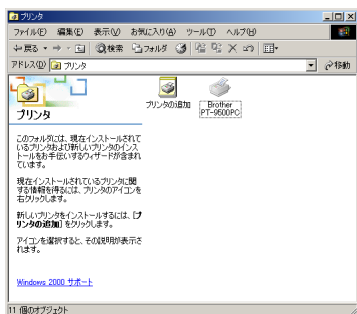 プリンタ
ファイル(F) 編集(E) 表示(V) お気に入り(A) ツール(T) ヘルプ(H)
戻る 検索 フォルダ
アドレス(D) プリンタ 移動
プリンタ
このフォルダには、現在インストールされて
いるプリンタおよび新しいプリンタのインス
トールをお手伝いするウィザードが含まれ
ています。
現在インストールされているプリンタに関
する情報を得るには、プリンタのアイコンを
右クリックします。
新しいプリンタをインストールするには、[プ
リンタの追加] をクリックします。
アイコンを選択すると、その説明が表示さ
れます。
Windows 2000 サポート
プリンタの追加
Brother
PT-9600PC
11 個のオブジェクト